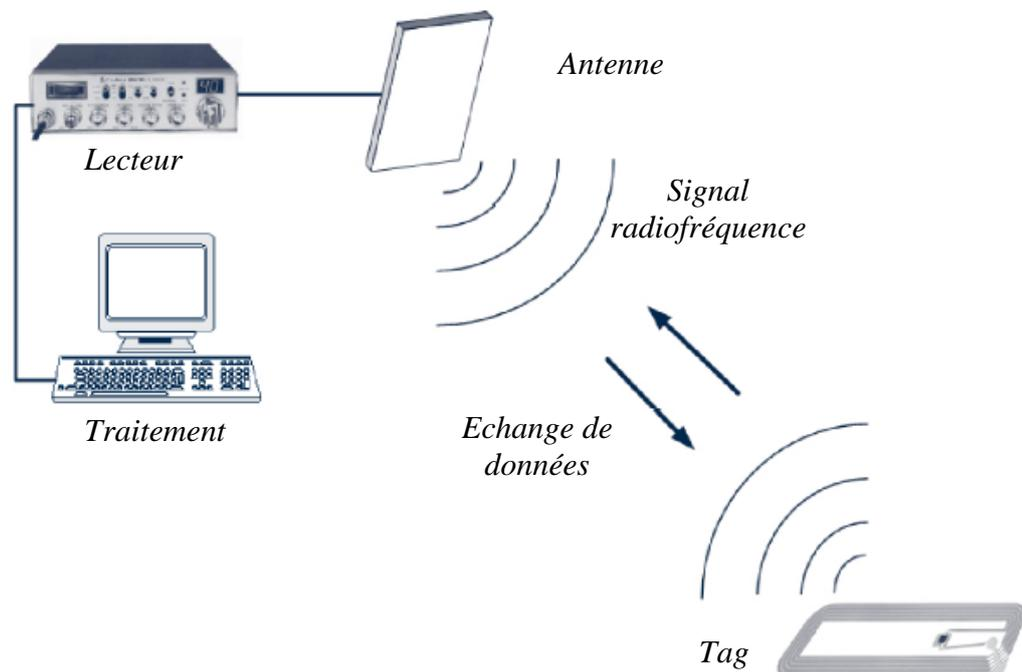 Antenne
Lecteur
Signal
radiofréquence
Traitement
Echange de
données
Tag